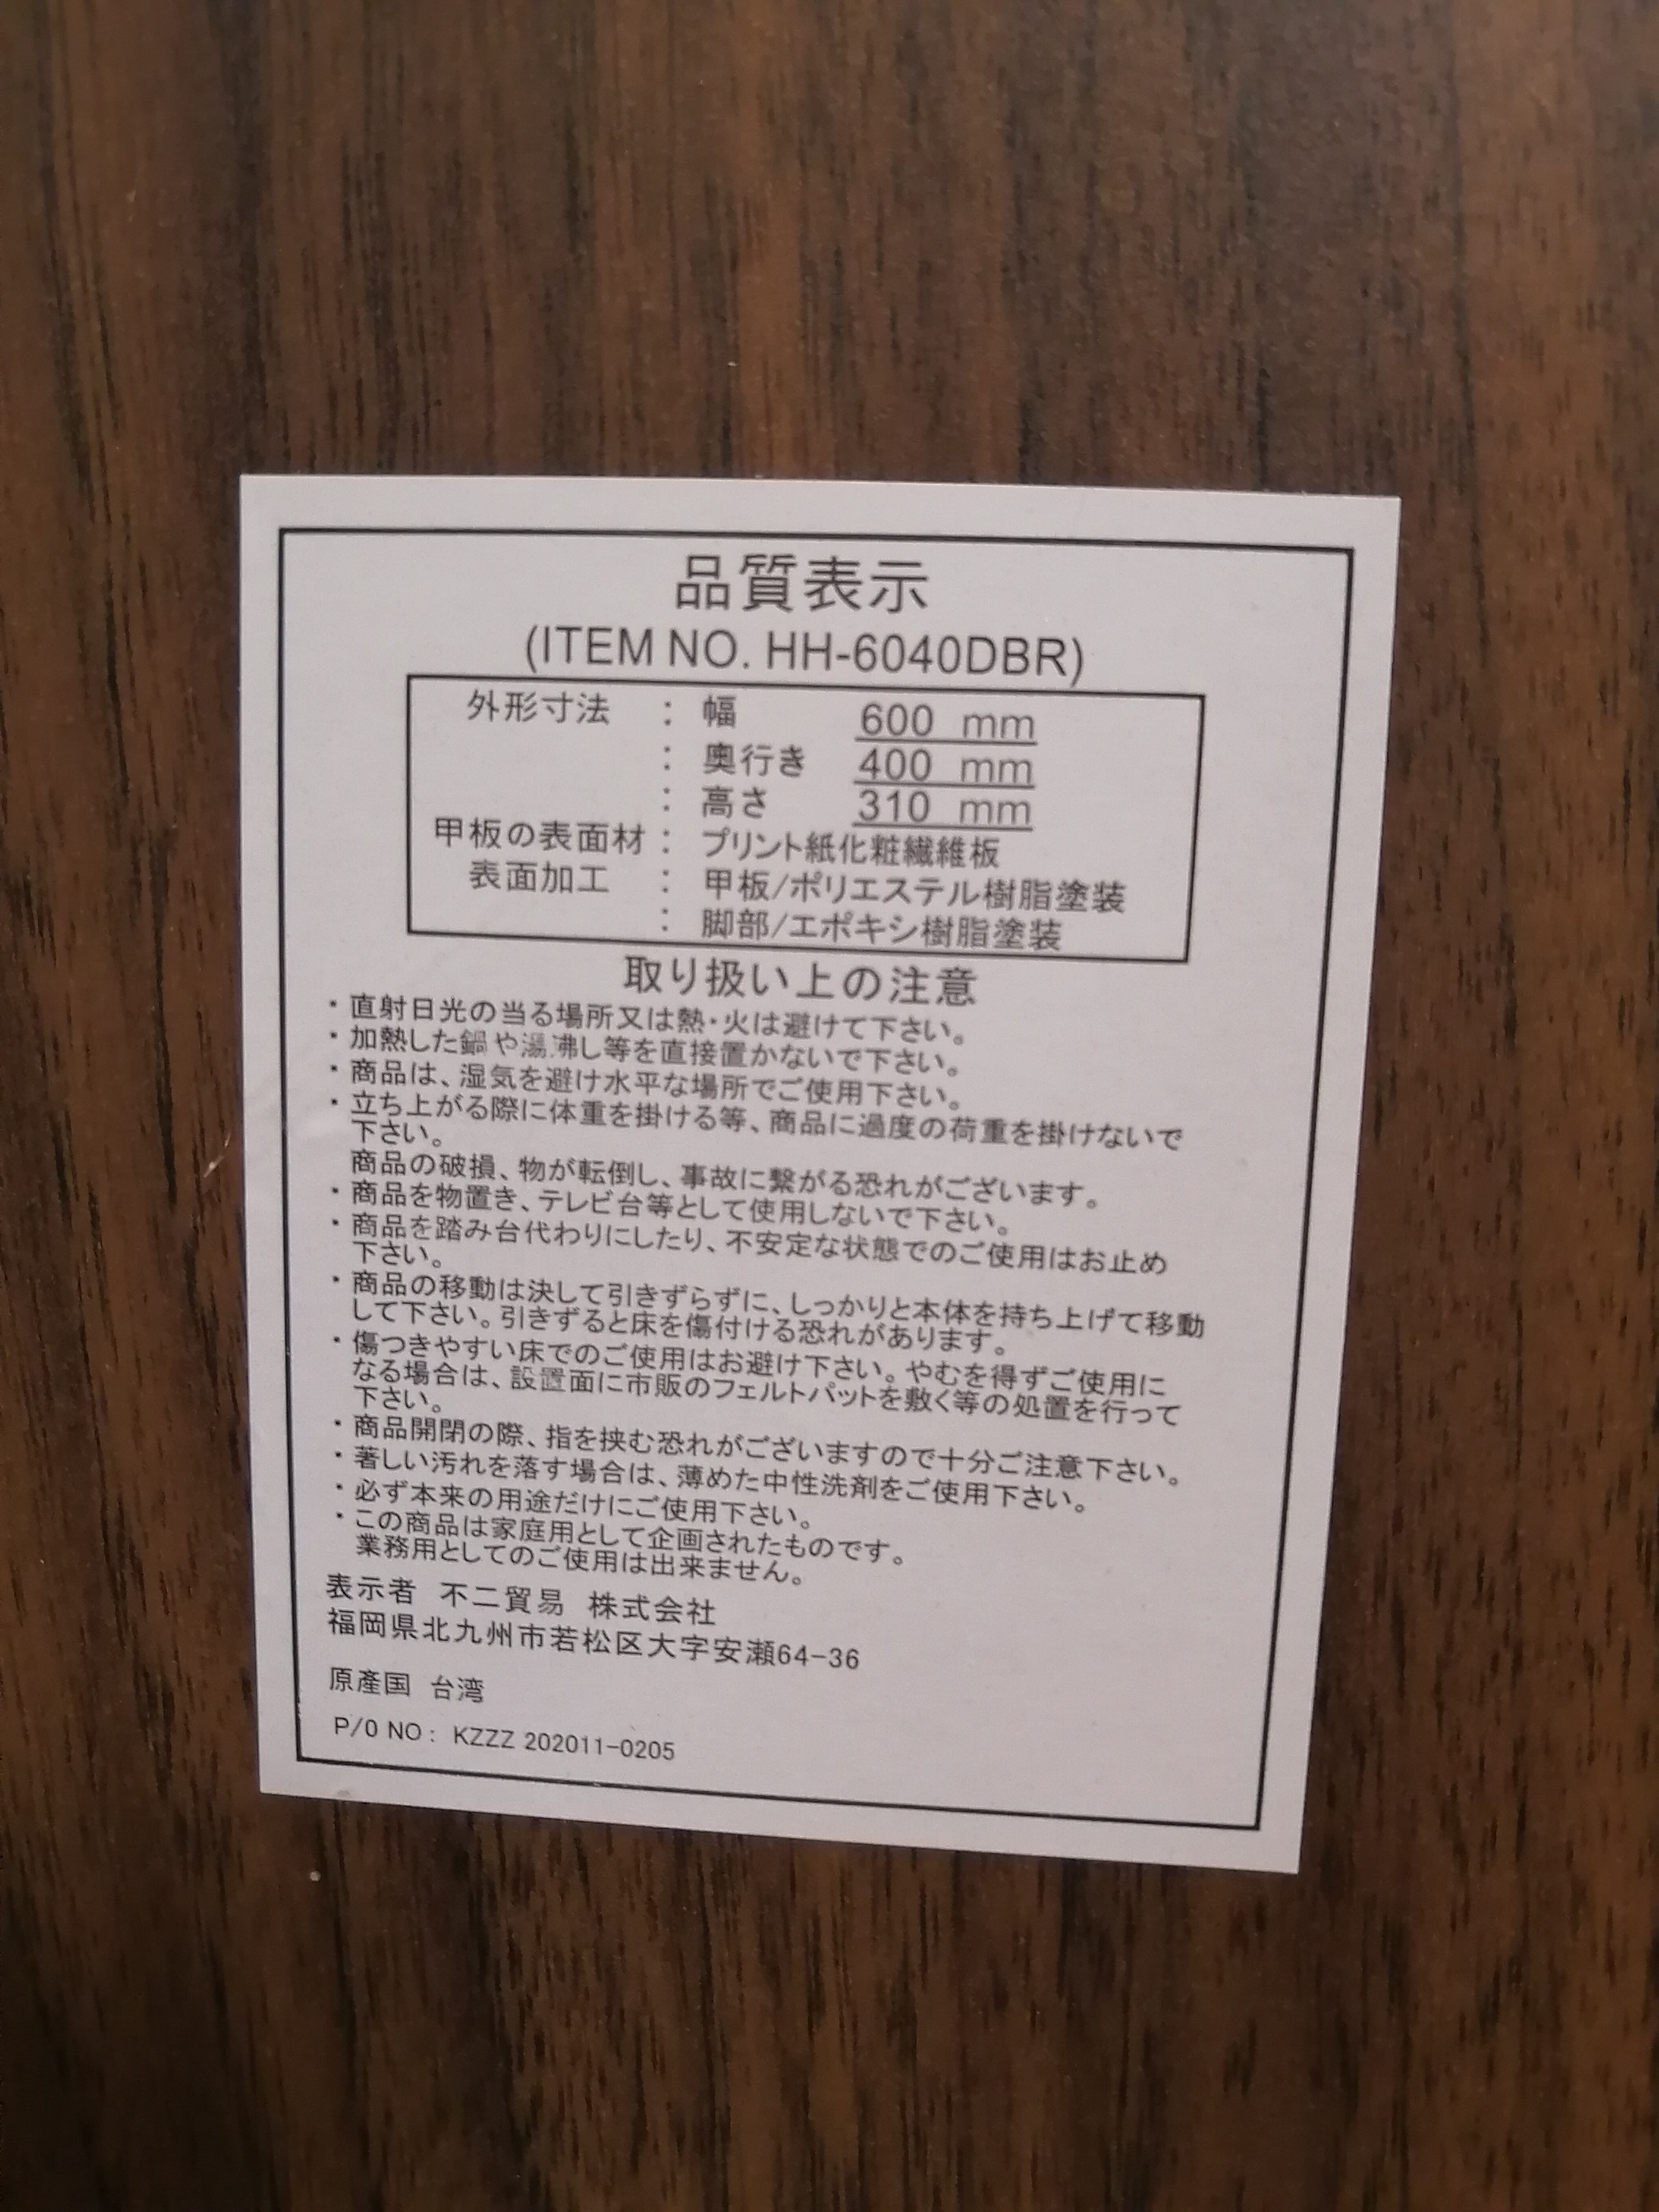 品質表示
(ITEM NO. HH-6040DBR)
外形寸法 : 幅 600 mm
: 奥行き 400 mm
: 高さ 310 mm
甲板の表面材 : プリント紙化粧繊維板
表面加工 : 甲板/ポリエステル樹脂塗装
: 脚部/エポキシ樹脂塗装
取り扱い上の注意
・直射日光の当る場所又は熱・火は避けて下さい。
・加熱した鍋や湯沸し等を直接置かないで下さい。
・商品は、湿気を避け水平な場所でご使用下さい。
・立ち上がる際に体重を掛ける等、商品に過度の荷重を掛けないで
下さい。
商品の破損、物が転倒し、事故に繋がる恐れがございます。
・商品を物置き、テレビ台等として使用しないで下さい。
・商品を踏み台代わりにしたり、不安定な状態でのご使用はお止め
下さい。
・商品の移動は決して引きずらずに、しっかりと本体を持ち上げて移動
して下さい。引きずると床を傷付ける恐れがあります。
・傷つきやすい床でのご使用はお避け下さい。やむを得ずご使用に
なる場合は、設置面に市販のフェルトパットを敷く等の処置を行って
下さい。
・商品開閉の際、指を挟む恐れがございますので十分ご注意下さい。
・著しい汚れを落す場合は、薄めた中性洗剤をご使用下さい。
・必ず本来の用途だけにご使用下さい。
・この商品は家庭用として企画されたものです。
業務用としてのご使用は出来ません。
表示者 不二貿易 株式会社
福岡県北九州市若松区大字安瀬64-36
原産国 台湾
P/O NO: KZZZ 202011-0205